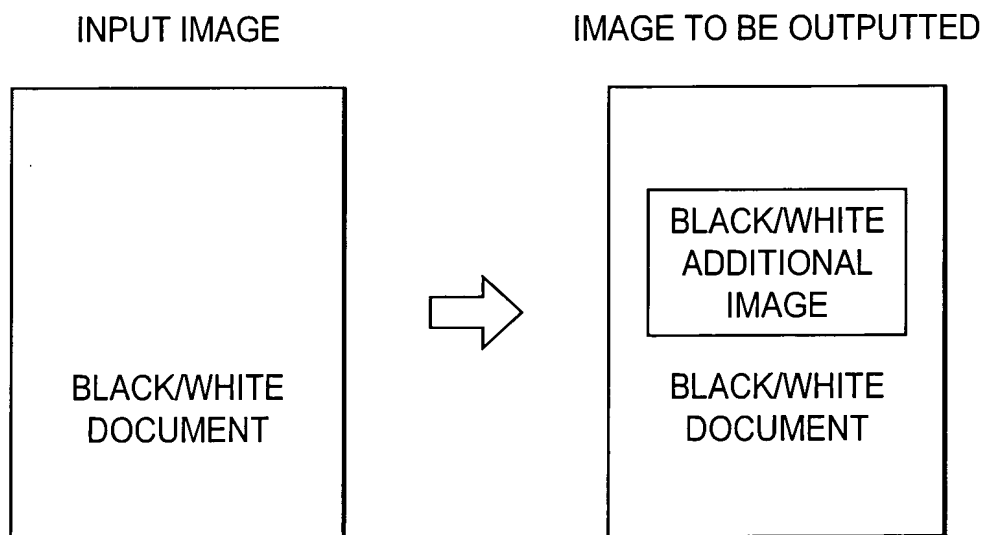 INPUT IMAGE
IMAGE TO BE OUTPUTTED
BLACK/WHITE
DOCUMENT
BLACK/WHITE
ADDITIONAL
IMAGE
BLACK/WHITE
DOCUMENT